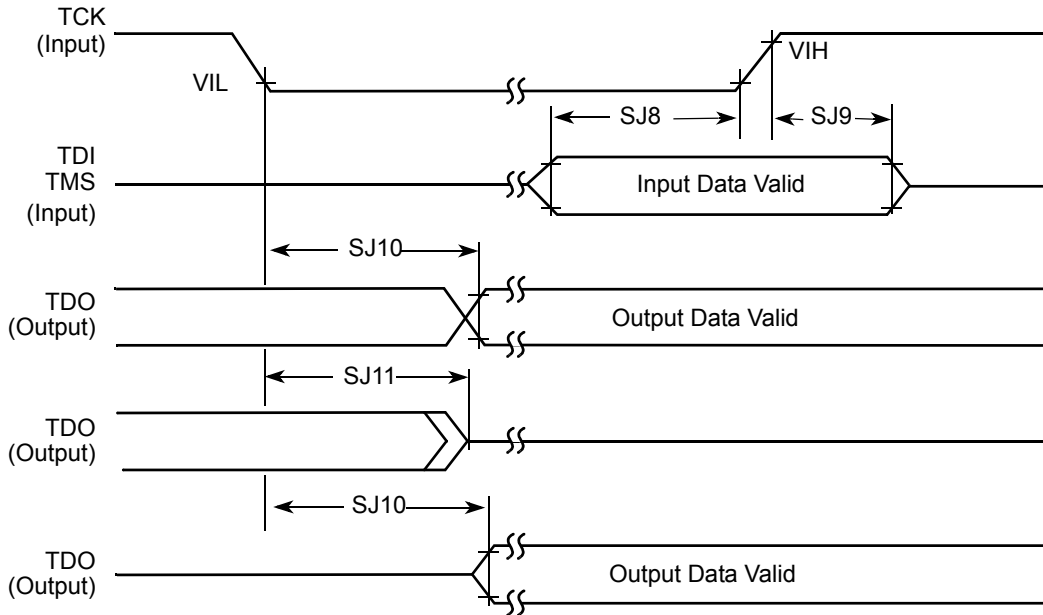 TCK
(Input)
VIH
VIL
SJ8
SJ9
TDI
TMS
(Input)
Input Data Valid
SJ10
TDO
(Output)
Output Data Valid
SJ11
TDO
(Output)
SJ10
TDO
(Output)
Output Data Valid